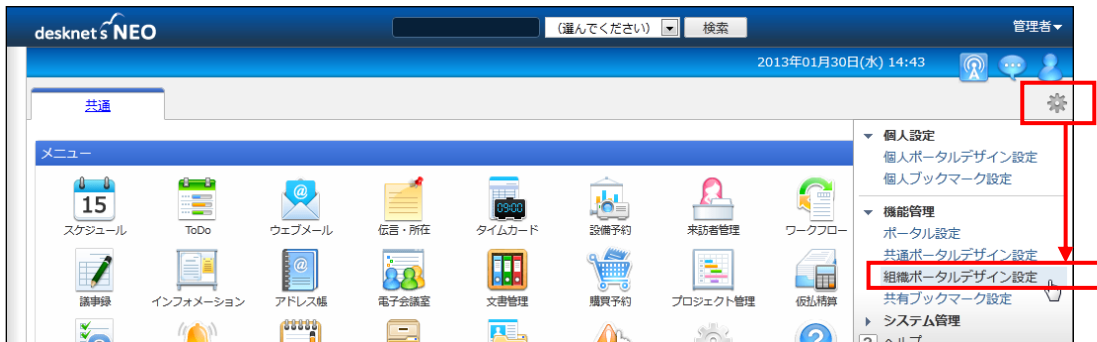 desknet's NEO
(選んでください)
検索
管理者▾
2013年01月30日(水) 14:43
共通
メニュー
15
09:00
スケジュール
ToDo
ウェブメール
伝言・所在
タイムカード
設備予約
来訪者管理
ワークフロー
議事録
インフォメーション
アドレス帳
電子会議室
文書管理
購買予約
プロジェクト管理
仮払精算
▼ 個人設定
個人ポータルデザイン設定
個人ブックマーク設定
▼ 機能管理
ポータル設定
共通ポータルデザイン設定
組織ポータルデザイン設定
共有ブックマーク設定
▶ システム管理
? ヘルプ